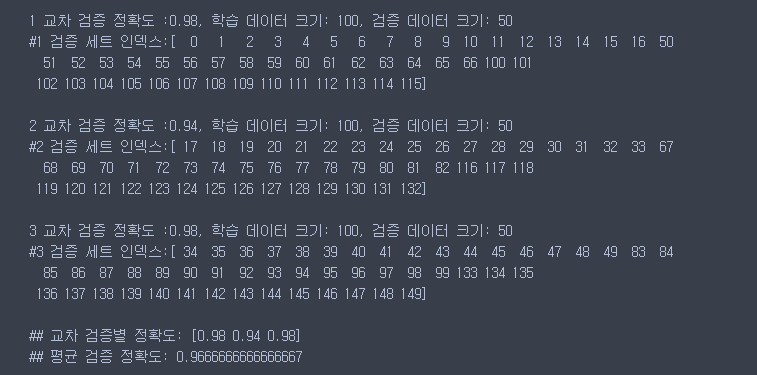 1 교차 검증 정확도 :0.98, 학습 데이터 크기: 100, 검증 데이터 크기: 50
#1 검증 세트 인덱스:[  0   1   2   3   4   5   6   7   8   9  10  11  12  13  14  15  16  50
  51  52  53  54  55  56  57  58  59  60  61  62  63  64  65  66 100 101
 102 103 104 105 106 107 108 109 110 111 112 113 114 115]

2 교차 검증 정확도 :0.94, 학습 데이터 크기: 100, 검증 데이터 크기: 50
#2 검증 세트 인덱스:[ 17  18  19  20  21  22  23  24  25  26  27  28  29  30  31  32  33  67
  68  69  70  71  72  73  74  75  76  77  78  79  80  81  82 116 117 118
 119 120 121 122 123 124 125 126 127 128 129 130 131 132]

3 교차 검증 정확도 :0.98, 학습 데이터 크기: 100, 검증 데이터 크기: 50
#3 검증 세트 인덱스:[ 34  35  36  37  38  39  40  41  42  43  44  45  46  47  48  49  83  84
  85  86  87  88  89  90  91  92  93  94  95  96  97  98  99 133 134 135
 136 137 138 139 140 141 142 143 144 145 146 147 148 149]

## 교차 검증별 정확도: [0.98 0.94 0.98]
## 평균 검증 정확도: 0.9666666666666667